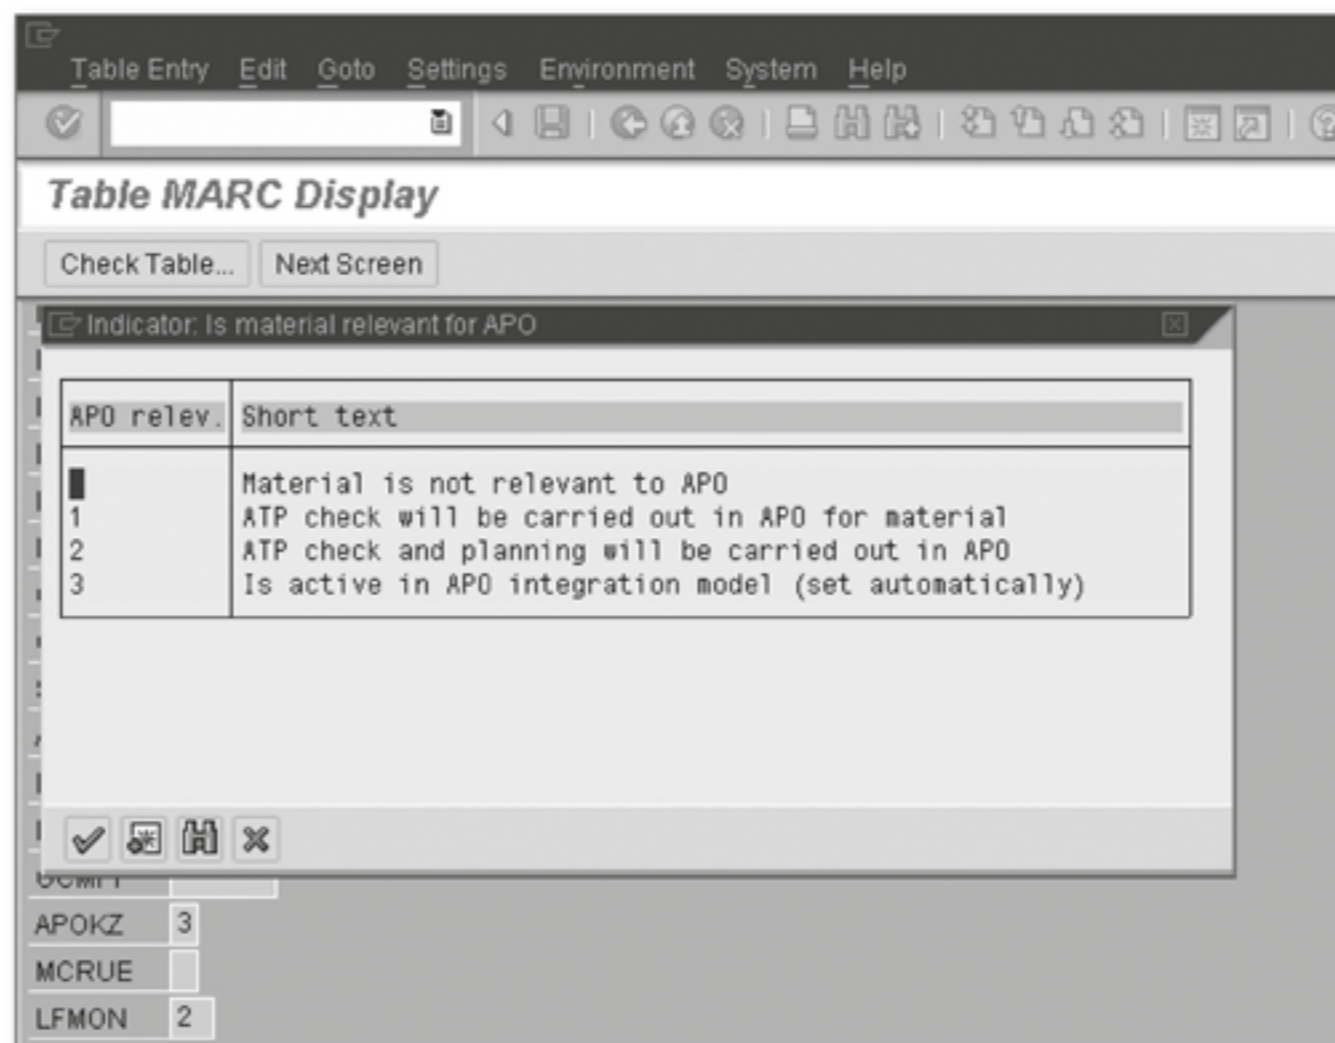 Table Entry Edit Goto Settings Environment System Help
Table MARC Display
Check Table... Next Screen
Indicator: Is material relevant for APO
APO relev. Short text
Material is not relevant to APO
1 ATP check will be carried out in APO for material
2 ATP check and planning will be carried out in APO
3 Is active in APO integration model (set automatically)
APOKZ 3
MCRUE
LFMON 2